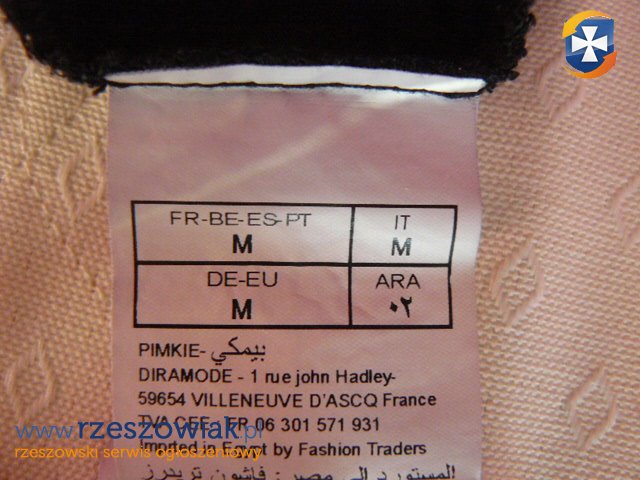 FR-BE-ES-PT IT
M M
DE-EU ARA
M ٠٢
PIMKIE- بيمكي
DIRAMODE - 1 rue john Hadley-
59654 VILLENEUVE D'ASCQ France
TVA CEE - FR 06 301 571 931
Imported in Egypt by Fashion Traders
المستورد الى مصر: فاشون تريدرز
www.rzeszowiak.pl
rzeszowski serwis ogłoszeniowy